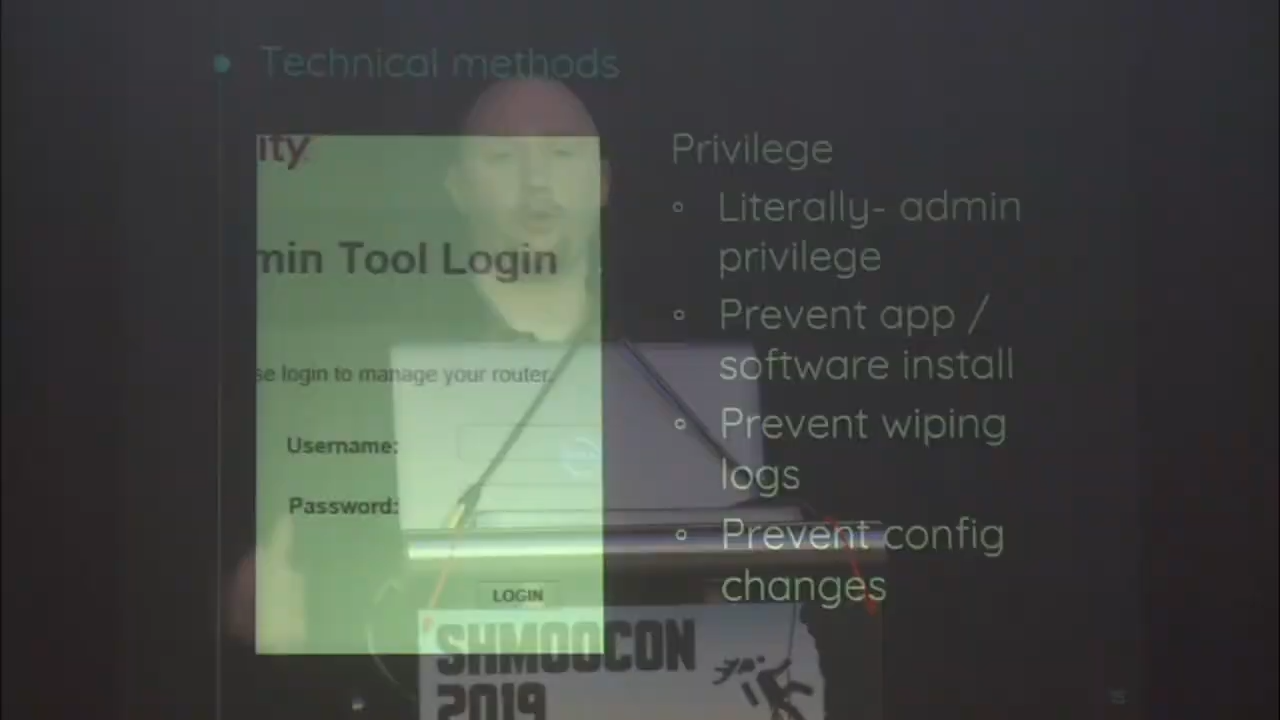 Technical methods
ity
min Tool Login
se login to manage your router.
Username:
Password:
LOGIN
Privilege
Literally- admin
privilege
Prevent app /
software install
Prevent wiping
logs
Prevent config
changes
SHMOOCON
2019